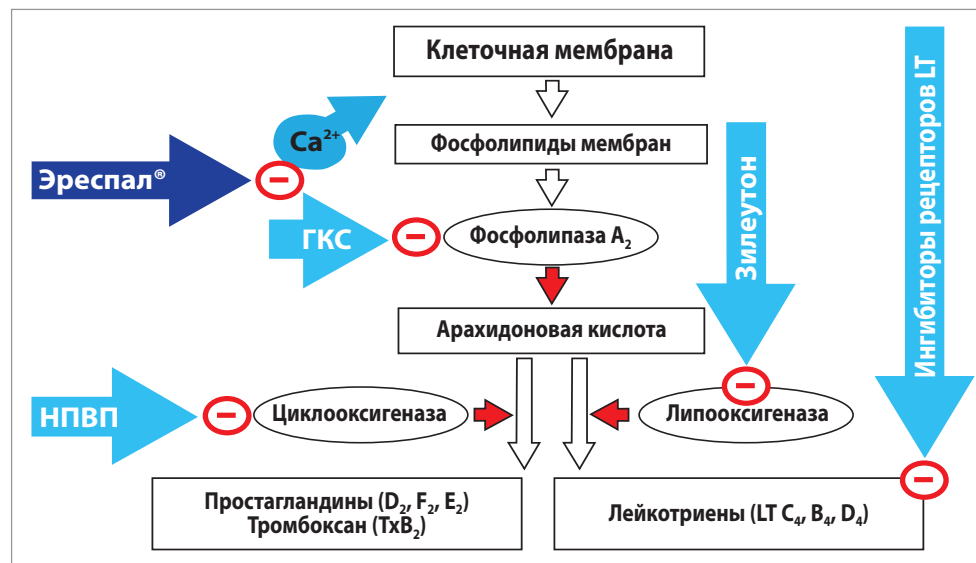 Клеточная мембрана
Ca²⁺
Фосфолипиды мембран
Эреспал®
ГКС
Фосфолипаза A₂
Зилеутон
Ингибиторы рецепторов LT
Арахидоновая кислота
НПВП
Циклооксигеназа
Липооксигеназа
Простагландины (D₂, F₂, E₂)
Тромбоксан (TxB₂)
Лейкотриены (LT C₄, B₄, D₄)